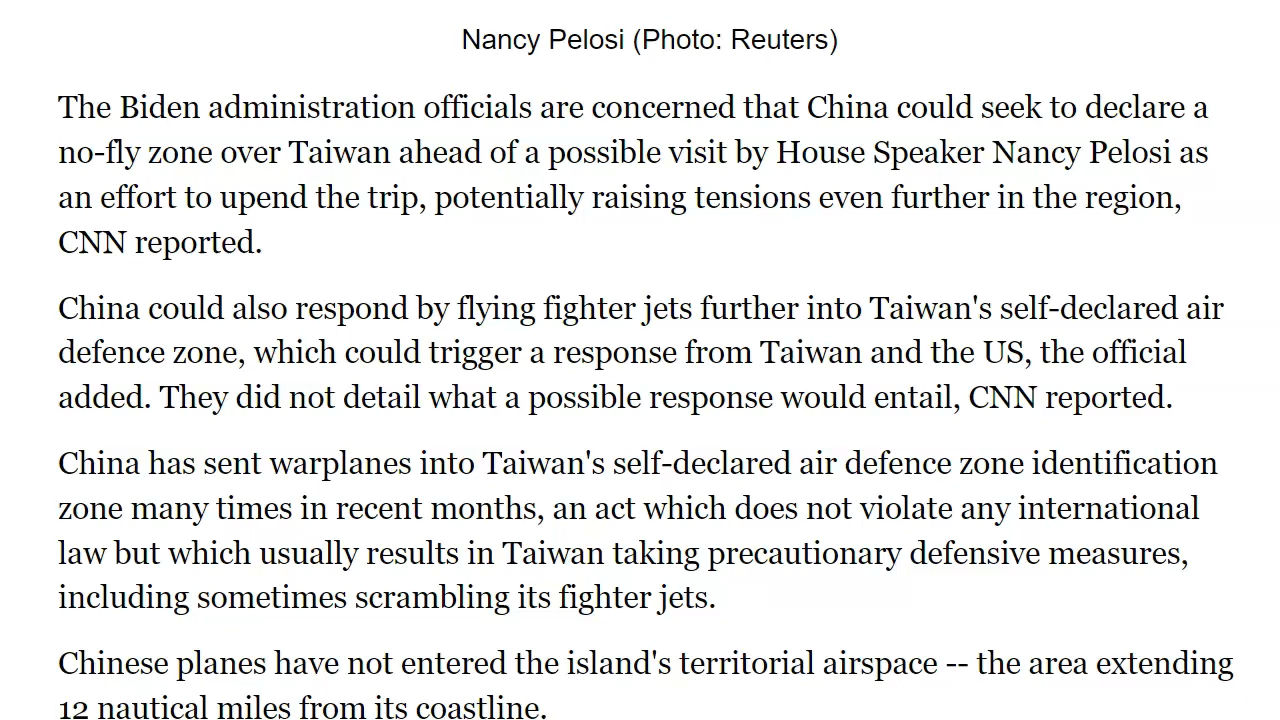 Nancy Pelosi (Photo: Reuters)
The Biden administration officials are concerned that China could seek to declare a
no-fly zone over Taiwan ahead of a possible visit by House Speaker Nancy Pelosi as
an effort to upend the trip, potentially raising tensions even further in the region,
CNN reported.
China could also respond by flying fighter jets further into Taiwan's self-declared air
defence zone, which could trigger a response from Taiwan and the US, the official
added. They did not detail what a possible response would entail, CNN reported.
China has sent warplanes into Taiwan's self-declared air defence zone identification
zone many times in recent months, an act which does not violate any international
law but which usually results in Taiwan taking precautionary defensive measures,
including sometimes scrambling its fighter jets.
Chinese planes have not entered the island's territorial airspace -- the area extending
12 nautical miles from its coastline.